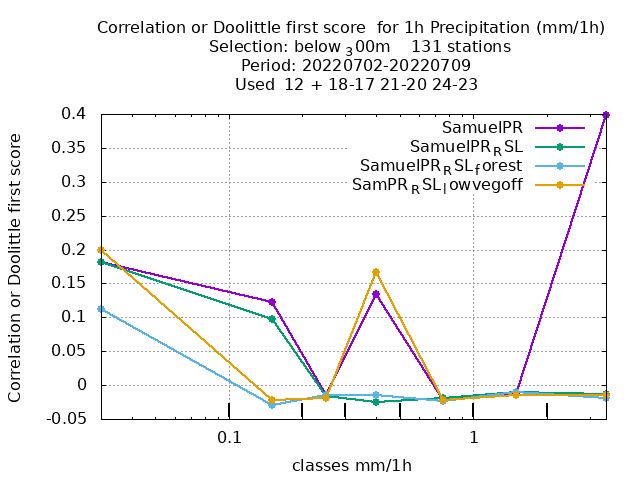 Correlation or Doolittle first score  for 1h Precipitation (mm/1h)
Selection: below ₃00m    131 stations
Period: 20220702-20220709
Used  12 + 18-17 21-20 24-23
SamuelPR
SamuelPR_RSL
SamuelPR_RSL_forest
SamPR_RSL_lowvegoff
Correlation or Doolittle first score
0.4
0.35
0.3
0.25
0.2
0.15
0.1
0.05
0
-0.05
0.1
1
classes mm/1h